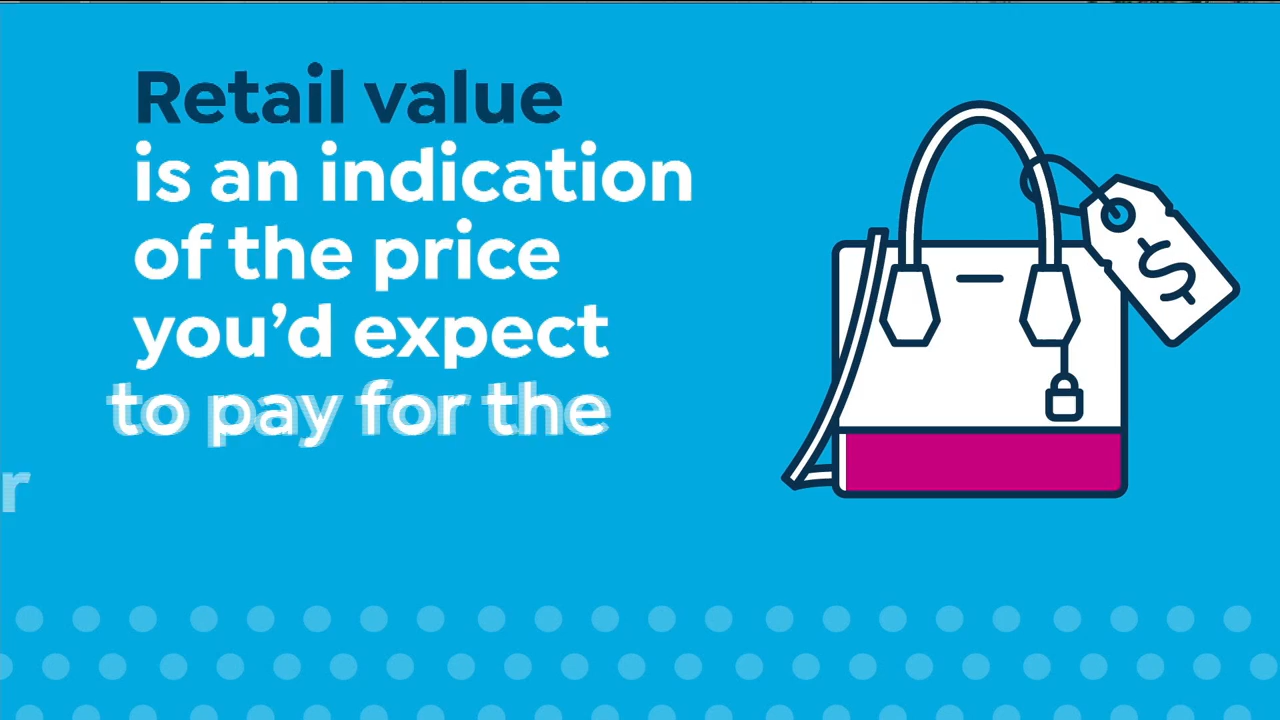 Retail value
is an indication
of the price
you’d expect
to pay for the
r
$